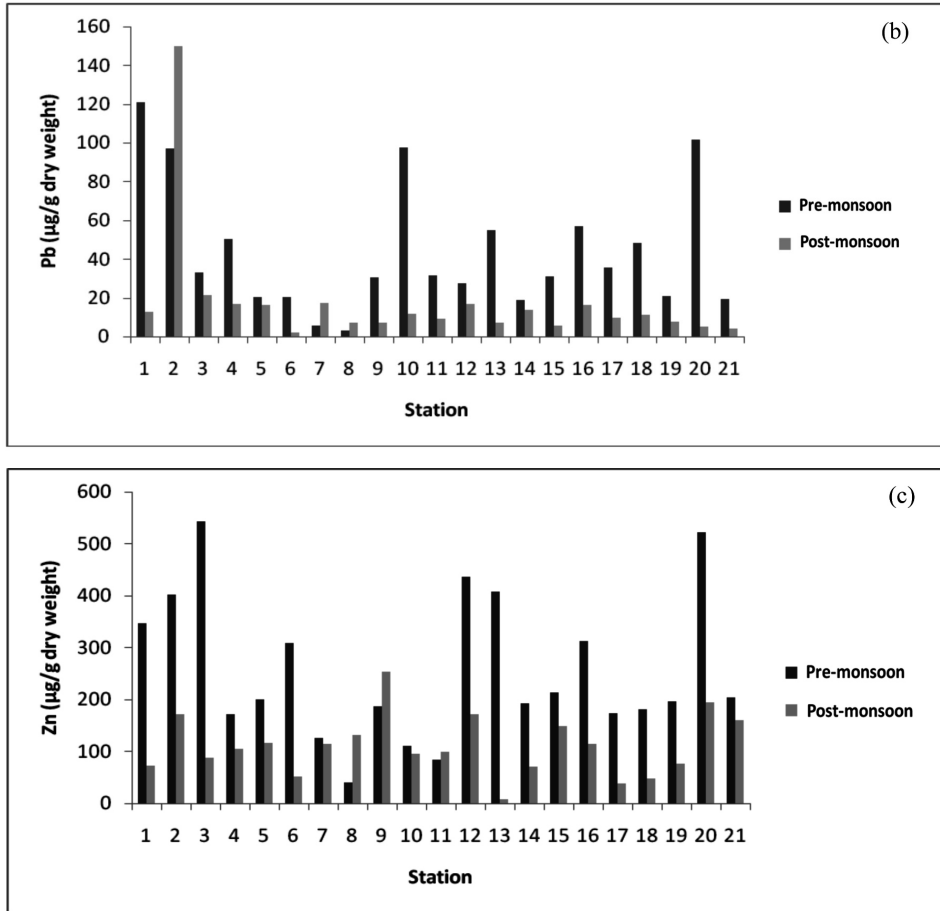 (b)
160
140
120
100
80
60
40
20
0
Pb (µg/g dry weight)
1 2 3 4 5 6 7 8 9 10 11 12 13 14 15 16 17 18 19 20 21
Station
Pre-monsoon
Post-monsoon
(c)
600
500
400
300
200
100
0
Zn (µg/g dry weight)
1 2 3 4 5 6 7 8 9 10 11 12 13 14 15 16 17 18 19 20 21
Station
Pre-monsoon
Post-monsoon